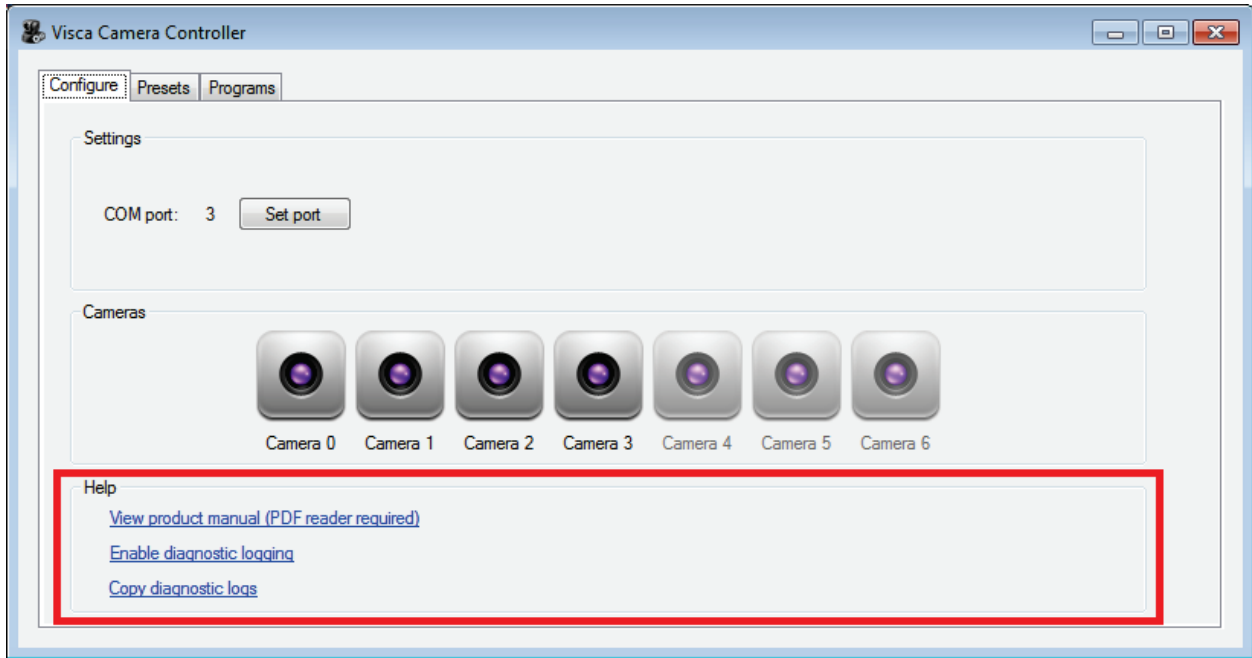 Visca Camera Controller
Configure Presets Programs
Settings
COM port: 3 Set port
Cameras
Camera 0 Camera 1 Camera 2 Camera 3 Camera 4 Camera 5 Camera 6
Help
View product manual (PDF reader required)
Enable diagnostic logging
Copy diagnostic logs